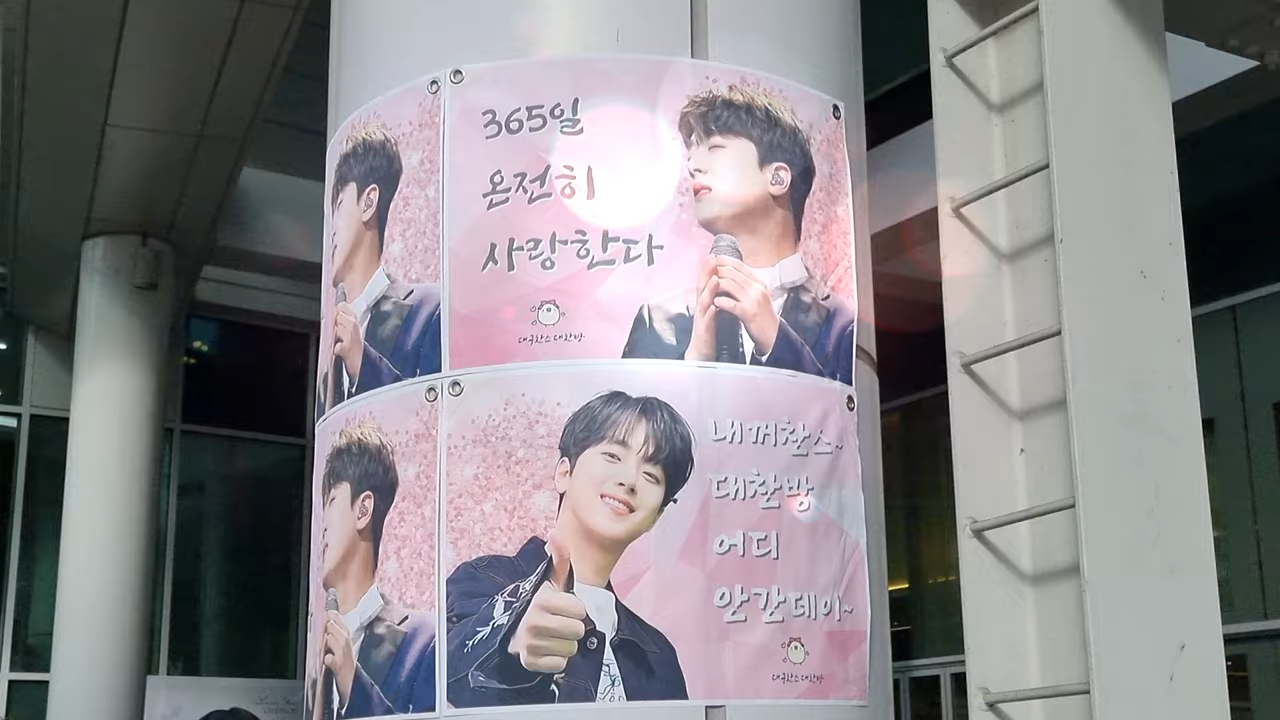 365일
온전히
사랑한다
대구찬스 대찬방
내꺼찬스~
대찬방
어디
안간데이~
대구찬스 대찬방